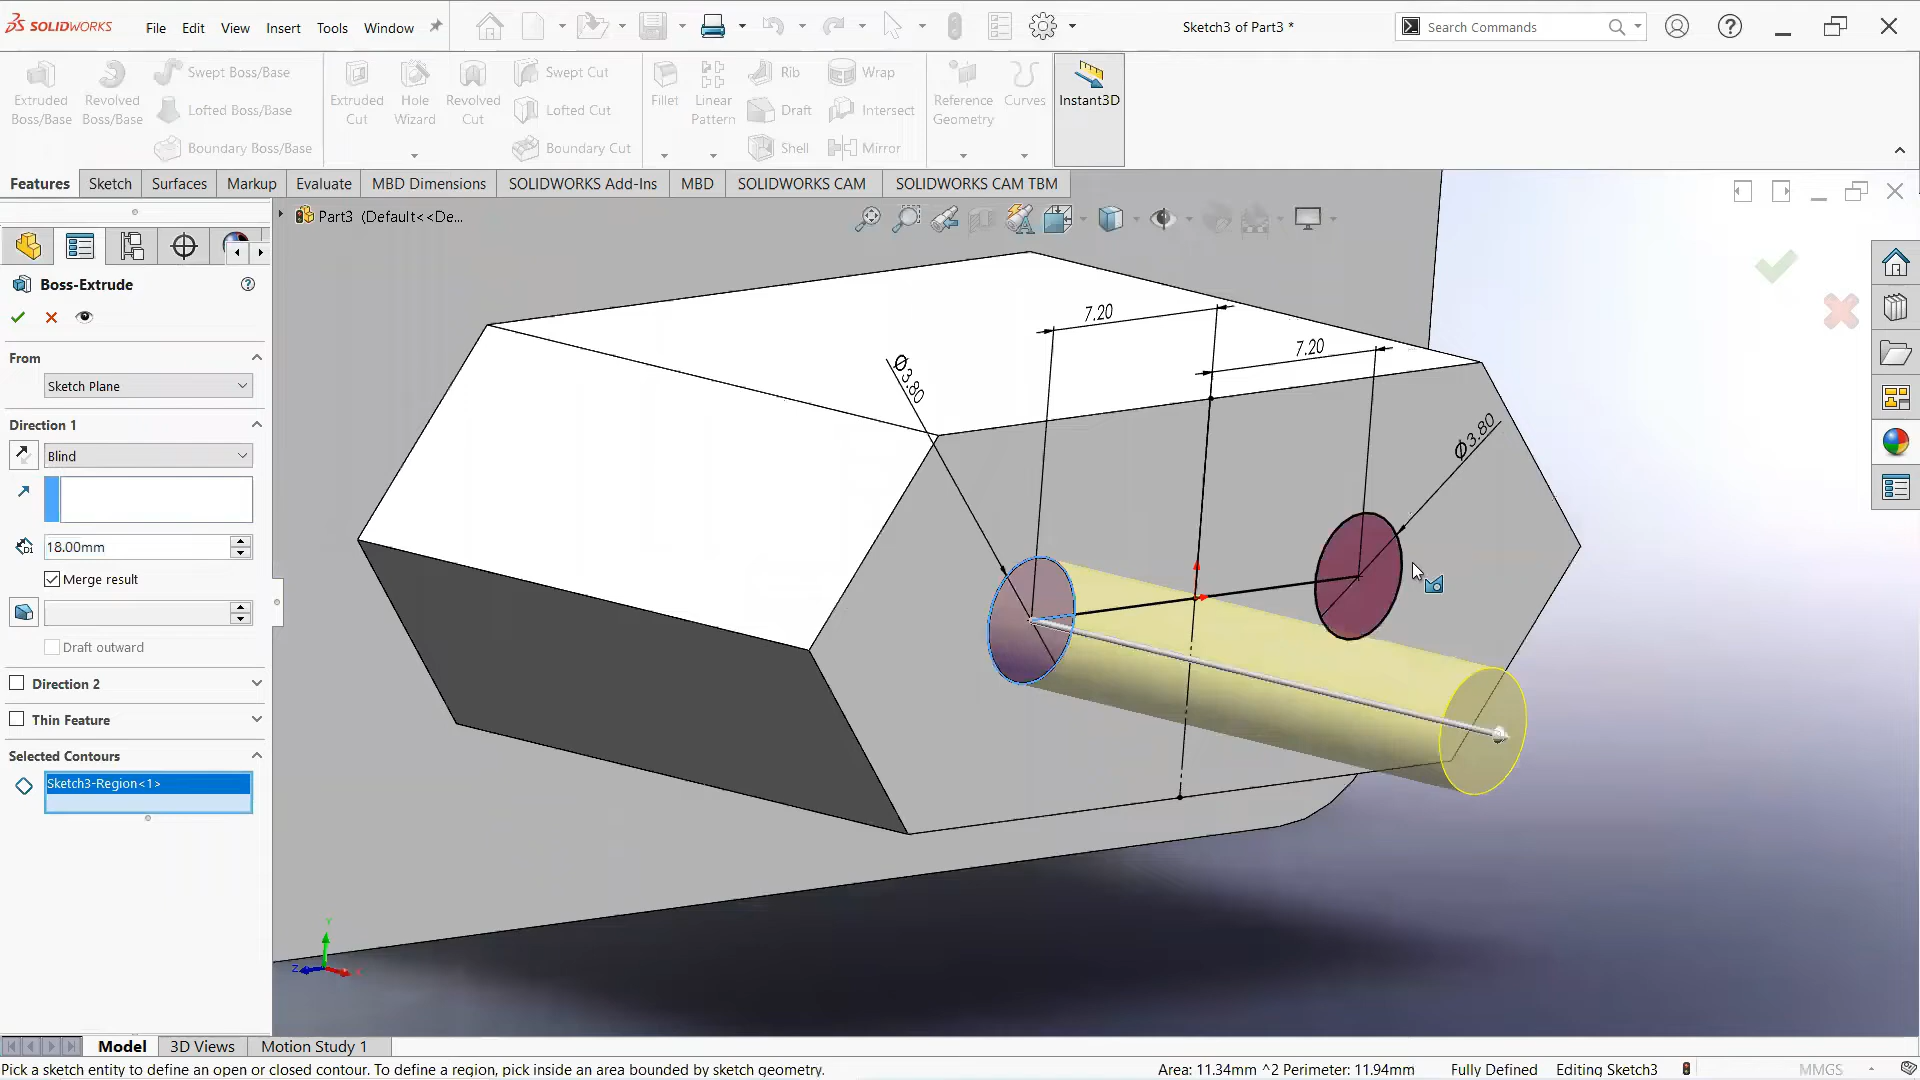 SOLIDWORKS
File Edit View Insert Tools Window
Sketch3 of Part3 *
Search Commands
Extruded Boss/Base
Revolved Boss/Base
Swept Boss/Base
Lofted Boss/Base
Boundary Boss/Base
Extruded Cut
Hole Wizard
Revolved Cut
Swept Cut
Lofted Cut
Boundary Cut
Fillet
Linear Pattern
Rib
Draft
Shell
Wrap
Intersect
Mirror
Reference Geometry
Curves
Instant3D
Features Sketch Surfaces Markup Evaluate MBD Dimensions SOLIDWORKS Add-Ins MBD SOLIDWORKS CAM SOLIDWORKS CAM TBM
Part3 (Default<<De...
Boss-Extrude
From
Sketch Plane
Direction 1
Blind
18.00mm
Merge result
Draft outward
Direction 2
Thin Feature
Selected Contours
Sketch3-Region<1>
7.20
7.20
Ø3.80
Ø3.80
Y
Z
X
Model 3D Views Motion Study 1
Pick a sketch entity to define an open or closed contour. To define a region, pick inside an area bounded by sketch geometry.
Area: 11.34mm ^2 Perimeter: 11.94mm Fully Defined Editing Sketch3 MMGS